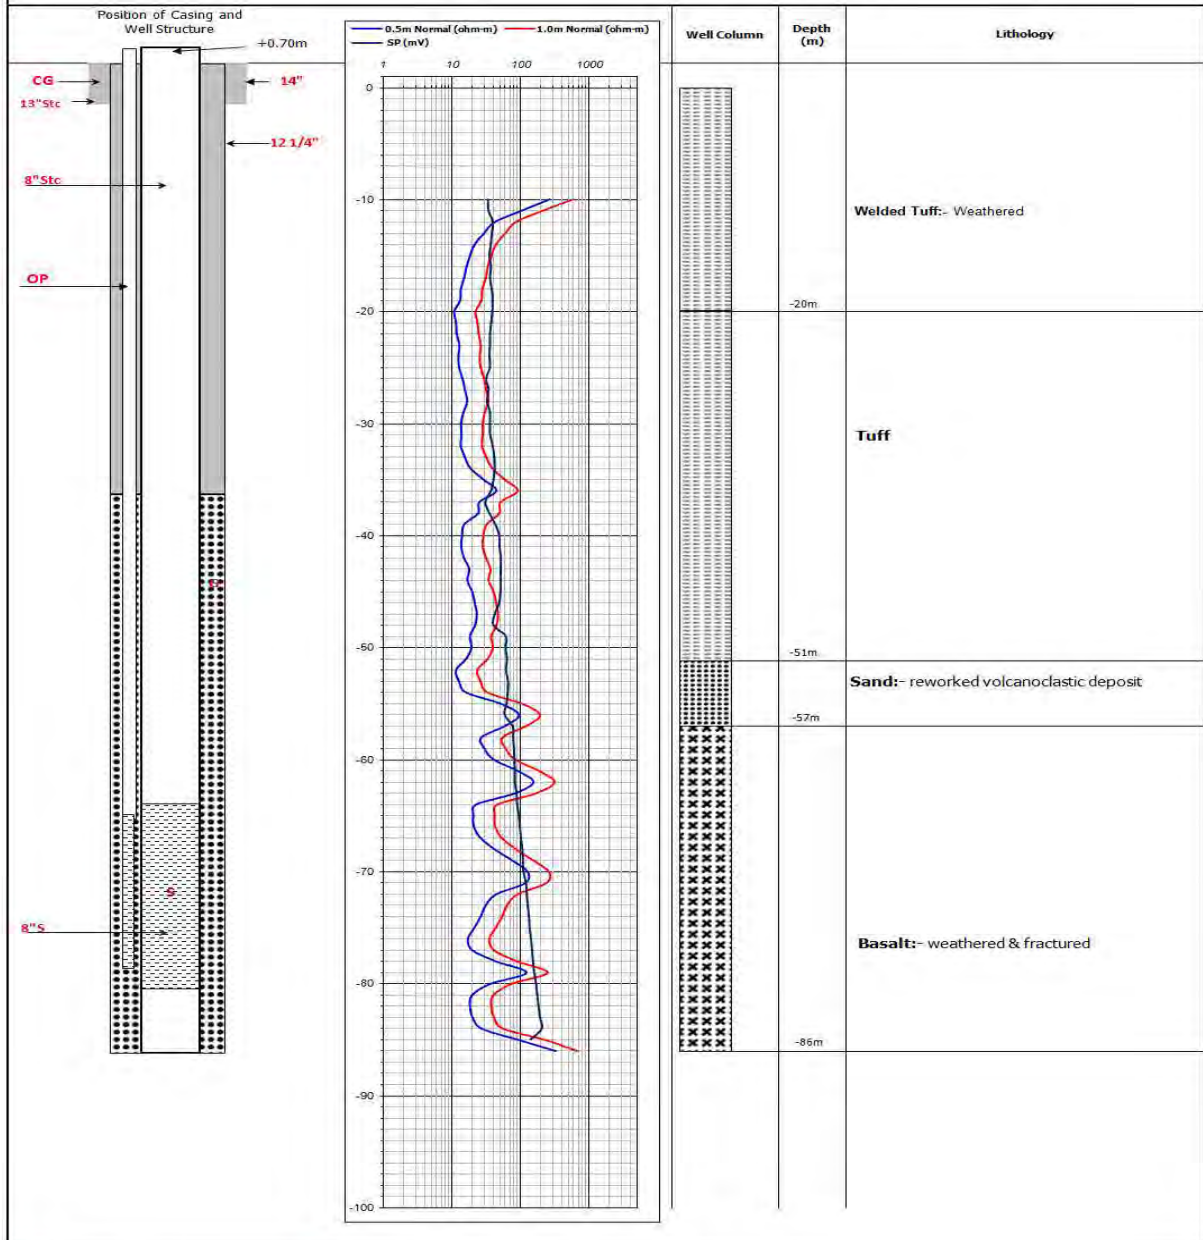 Position of Casing and
Well Structure
+0.70m
CG
14"
13"Stc
12 1/4"
8"Stc
OP
S
8"S
0.5m Normal (ohm-m)
1.0m Normal (ohm-m)
SP (mV)
1
10
100
1000
0
-10
-20
-30
-40
-50
-60
-70
-80
-90
-100
Well Column
Depth
(m)
Lithology
Welded Tuff:- Weathered
-20m
Tuff
-51m
Sand:- reworked volcanoclastic deposit
-57m
Basalt:- weathered & fractured
-86m